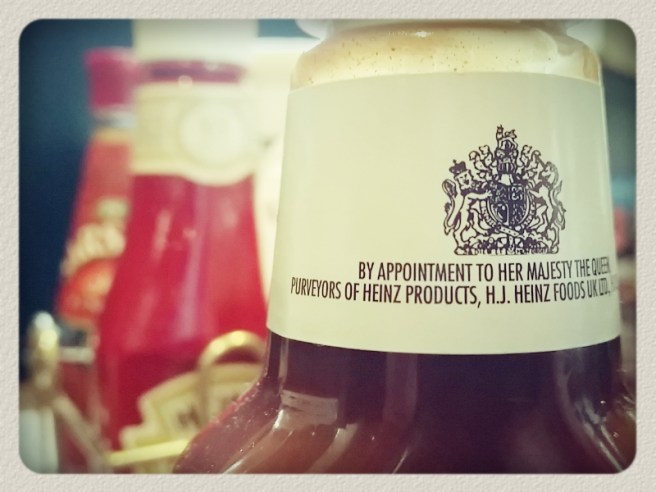 BY APPOINTMENT TO HER MAJESTY THE QUEEN
PURVEYORS OF HEINZ PRODUCTS, H.J. HEINZ FOODS UK LTD.,